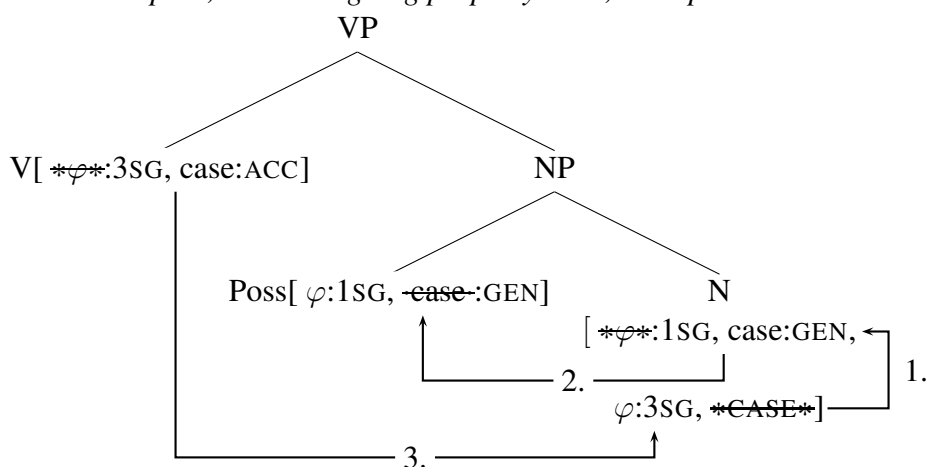 VP
V[ *φ*:3SG, case:ACC] NP
Poss[ φ:1SG, case :GEN] N
[ *φ*:1SG, case:GEN,
1.
2.
φ:3SG, *CASE*]
3.